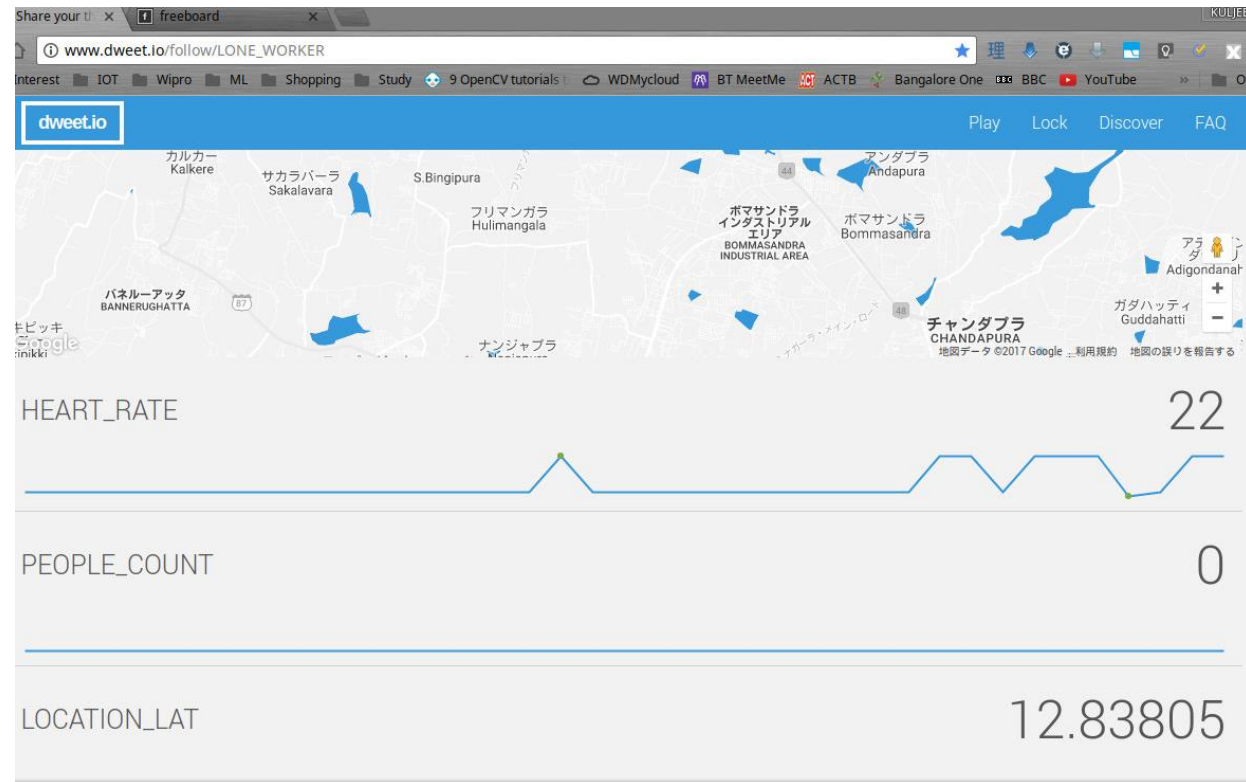 Share your th
freeboard
KULJEE
www.dweet.io/follow/LONE_WORKER
理
Interest IOT Wipro ML Shopping Study 9 OpenCV tutorials WDMycloud BT MeetMe ACTB Bangalore One BBC BBC YouTube » O
dweet.io Play Lock Discover FAQ
カルカー
Kalkere
サカラバーラ
Sakalavara
S.Bingipura
フリマンガラ
Hulimangala
44
アンダプラ
Andapura
ボマサンドラ
インダストリアル
エリア
BOMMASANDRA
INDUSTRIAL AREA
ボマサンドラ
Bommasandra
Adigondanah
バネルーアッタ
BANNERUGHATTA
87
48
チャンダプラ
CHANDAPURA
ガダハッティ
Guddahatti
+
−
キピッキ
Google
ナンジャプラ
地図データ ©2017 Google 利用規約 地図の誤りを報告する
HEART_RATE 22
PEOPLE_COUNT 0
LOCATION_LAT 12.83805